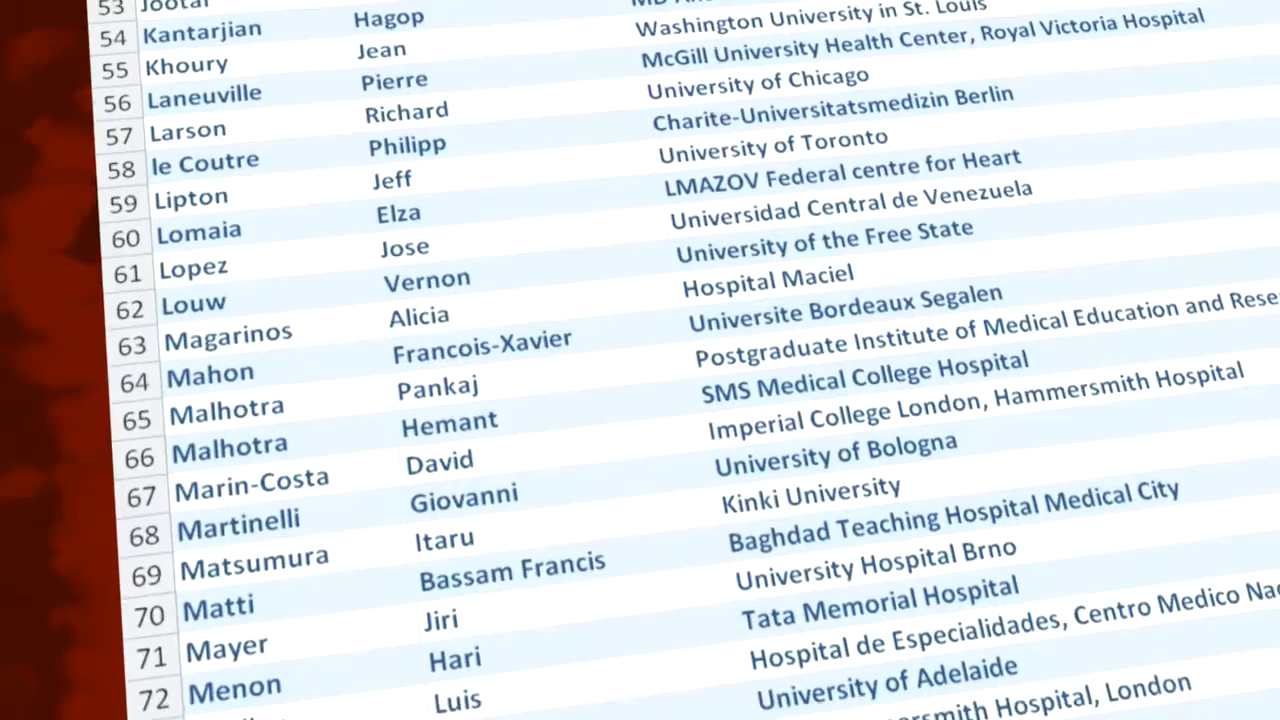 53
54 Kantarjian Hagop MD
55 Khoury Jean Washington University in St. Louis
56 Laneuville Pierre McGill University Health Center, Royal Victoria Hospital
57 Larson Richard University of Chicago
58 le Coutre Philipp Charite-Universitatsmedizin Berlin
59 Lipton Jeff University of Toronto
60 Lomaia Elza LMAZOV Federal centre for Heart
61 Lopez Jose Universidad Central de Venezuela
62 Louw Vernon University of the Free State
63 Magarinos Alicia Hospital Maciel
64 Mahon Francois-Xavier Universite Bordeaux Segalen
65 Malhotra Pankaj Postgraduate Institute of Medical Education and
66 Malhotra Hemant SMS Medical College Hospital
67 Marin-Costa David Imperial College London, Hammersmith Hospital
68 Martinelli Giovanni University of Bologna
69 Matsumura Itaru Kinki University
70 Matti Bassam Francis Baghdad Teaching Hospital Medical City
71 Mayer Jiri University Hospital Brno
72 Menon Hari Tata Memorial Hospital
Luis Hospital de Especialidades, Centro Medico
University of Adelaide
Hospital, London